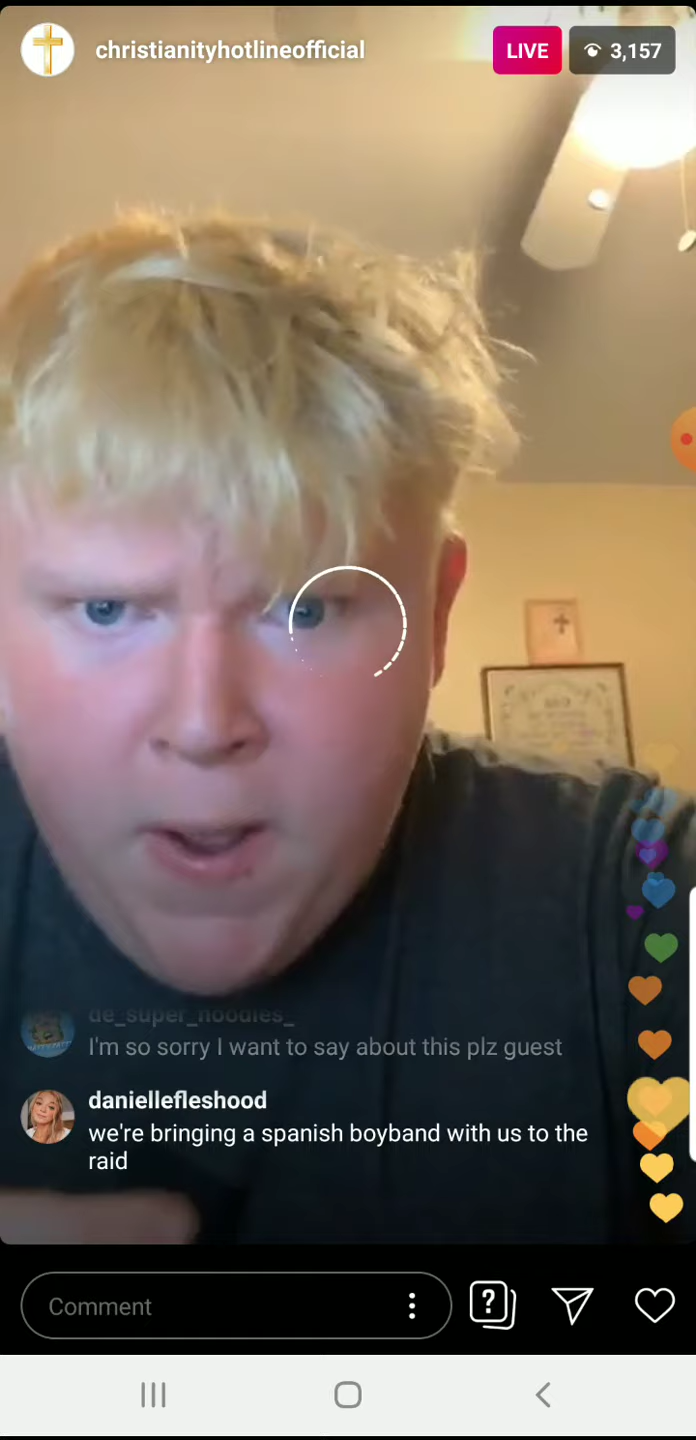 christianityhotlineofficial
LIVE
3,157
de_super_noodles_
I'm so sorry I want to say about this plz guest
daniellefleshood
we're bringing a spanish boyband with us to the
raid
?
Comment